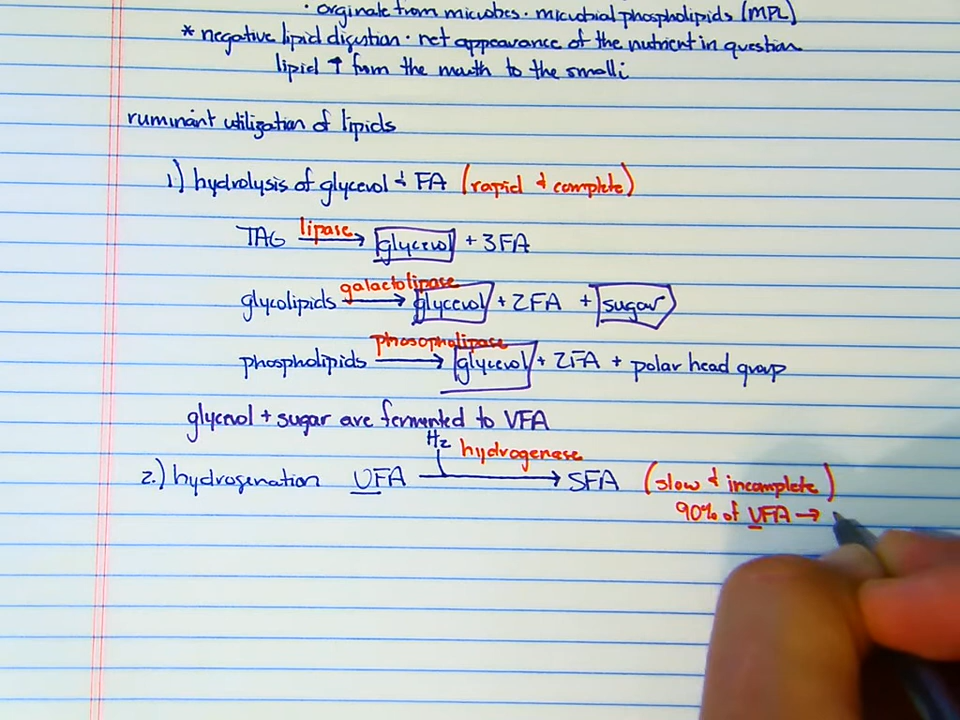 · orginate from microbes · microbial phospholipids (MPL)
* negative lipid digestion · net appearance of the nutrient in question
lipid ↑ from the mouth to the small i
ruminant utilization of lipids
1.) hydrolysis of glycerol & FA (rapid & complete)
TAG lipase → glycerol + 3FA
glycolipids galactolipase → glycerol + 2FA + sugar
phospholipids phosopholipase → glycerol + 2FA + polar head group
glycerol + sugar are fermented to VFA
H2 hydrogenase
2.) hydrogenation UFA → SFA (slow & incomplete)
90% of UFA →